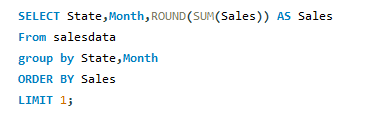 SELECT State,Month,ROUND(SUM(Sales)) AS Sales
From salesdata
group by State,Month
ORDER BY Sales
LIMIT 1;